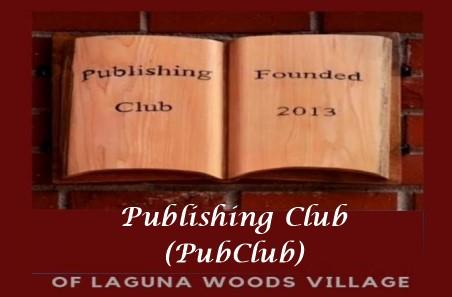 Publishing
Club
Founded
2013
Publishing Club
(PubClub)
OF LAGUNA WOODS VILLAGE